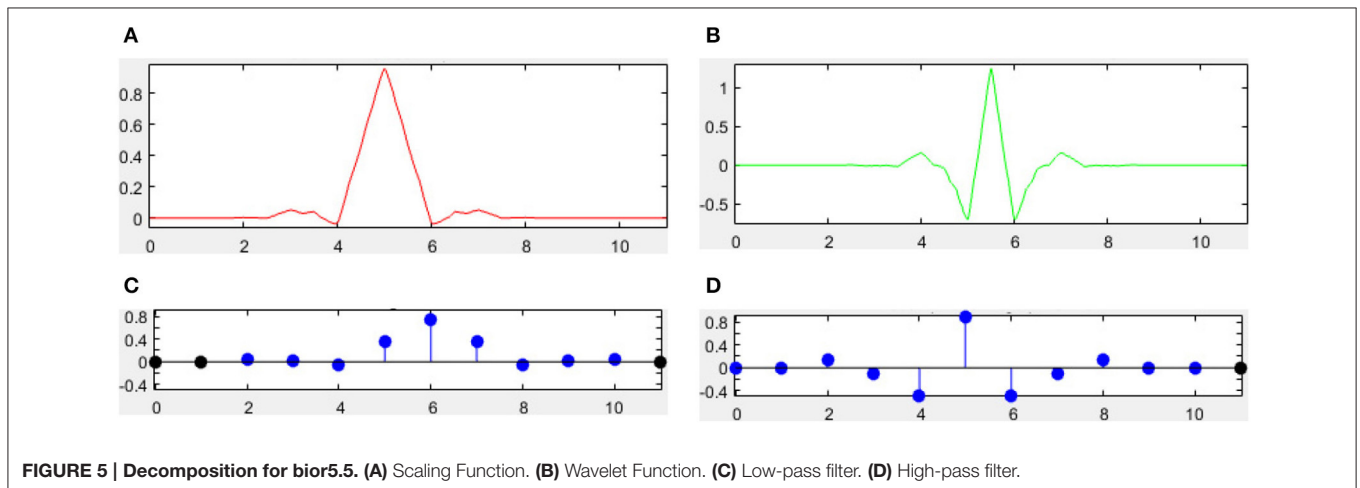 A
0.8
0.6
0.4
0.2
0
0 2 4 6 8 10
B
1
0.5
0
-0.5
0 2 4 6 8 10
C
0.8
0.4
0
-0.4
0 2 4 6 8 10
D
0.8
0.4
0
-0.4
0 2 4 6 8 10
FIGURE 5 | Decomposition for bior5.5. (A) Scaling Function. (B) Wavelet Function. (C) Low-pass filter. (D) High-pass filter.